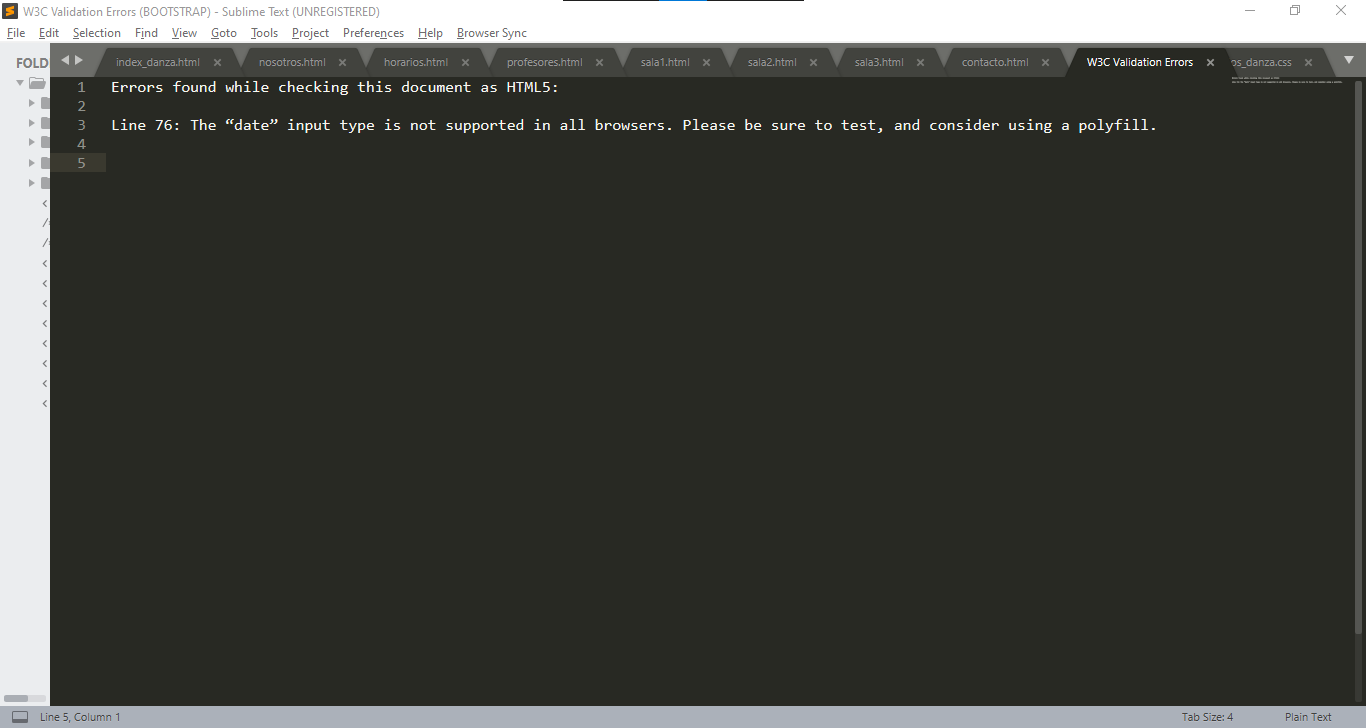 W3C Validation Errors (BOOTSTRAP) - Sublime Text (UNREGISTERED)
File Edit Selection Find View Goto Tools Project Preferences Help Browser Sync
FOLD
index_danza.html nosotros.html horarios.html profesores.html sala1.html sala2.html sala3.html contacto.html W3C Validation Errors os_danza.css
1 Errors found while checking this document as HTML5:
2
3 Line 76: The “date” input type is not supported in all browsers. Please be sure to test, and consider using a polyfill.
4
5
Line 5, Column 1 Tab Size: 4 Plain Text